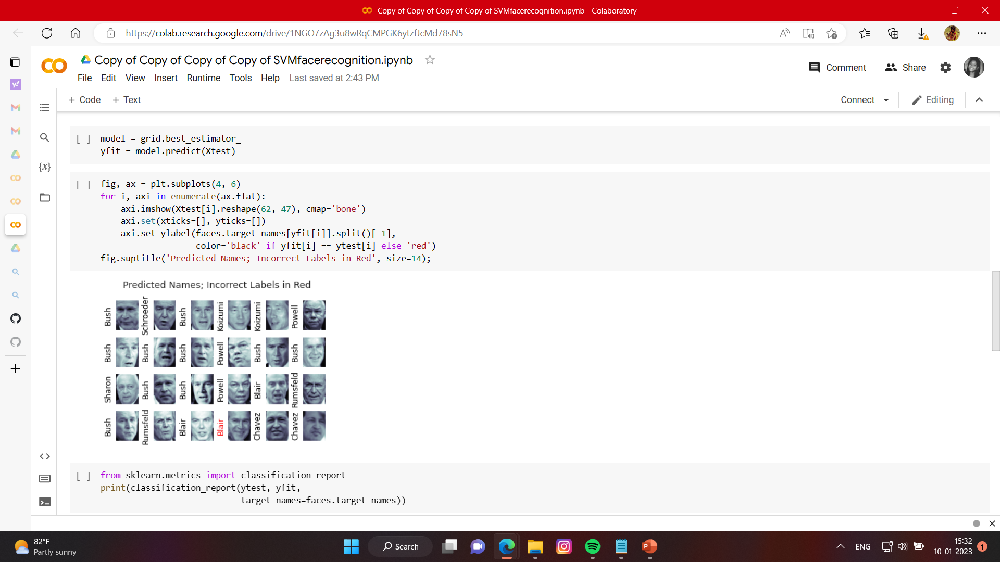 Copy of Copy of Copy of Copy of SVMfacerecognition.ipynb - Colaboratory
https://colab.research.google.com/drive/1NGO7zAg3u8wRqCMPGK6ytzfJcMd78sN5
Copy of Copy of Copy of Copy of SVMfacerecognition.ipynb
Comment Share
File Edit View Insert Runtime Tools Help Last saved at 2:43 PM
+ Code + Text Connect Editing
[ ] model = grid.best_estimator_
yfit = model.predict(Xtest)
{x}
[ ] fig, ax = plt.subplots(4, 6)
for i, axi in enumerate(ax.flat):
    axi.imshow(Xtest[i].reshape(62, 47), cmap='bone')
    axi.set(xticks=[], yticks=[])
    axi.set_ylabel(faces.target_names[yfit[i]].split()[-1],
                   color='black' if yfit[i] == ytest[i] else 'red')
fig.suptitle('Predicted Names; Incorrect Labels in Red', size=14);
Predicted Names; Incorrect Labels in Red
Bush Schroeder Bush Koizumi Koizumi Powell
Bush Bush Bush Powell Bush Bush
Sharon Bush Bush Powell Blair Rumsfeld
Bush Rumsfeld Blair Blair Chavez Chavez
[ ] from sklearn.metrics import classification_report
print(classification_report(ytest, yfit,
                            target_names=faces.target_names))
82°F
Partly sunny
Search
ENG
15:32
10-01-2023
1